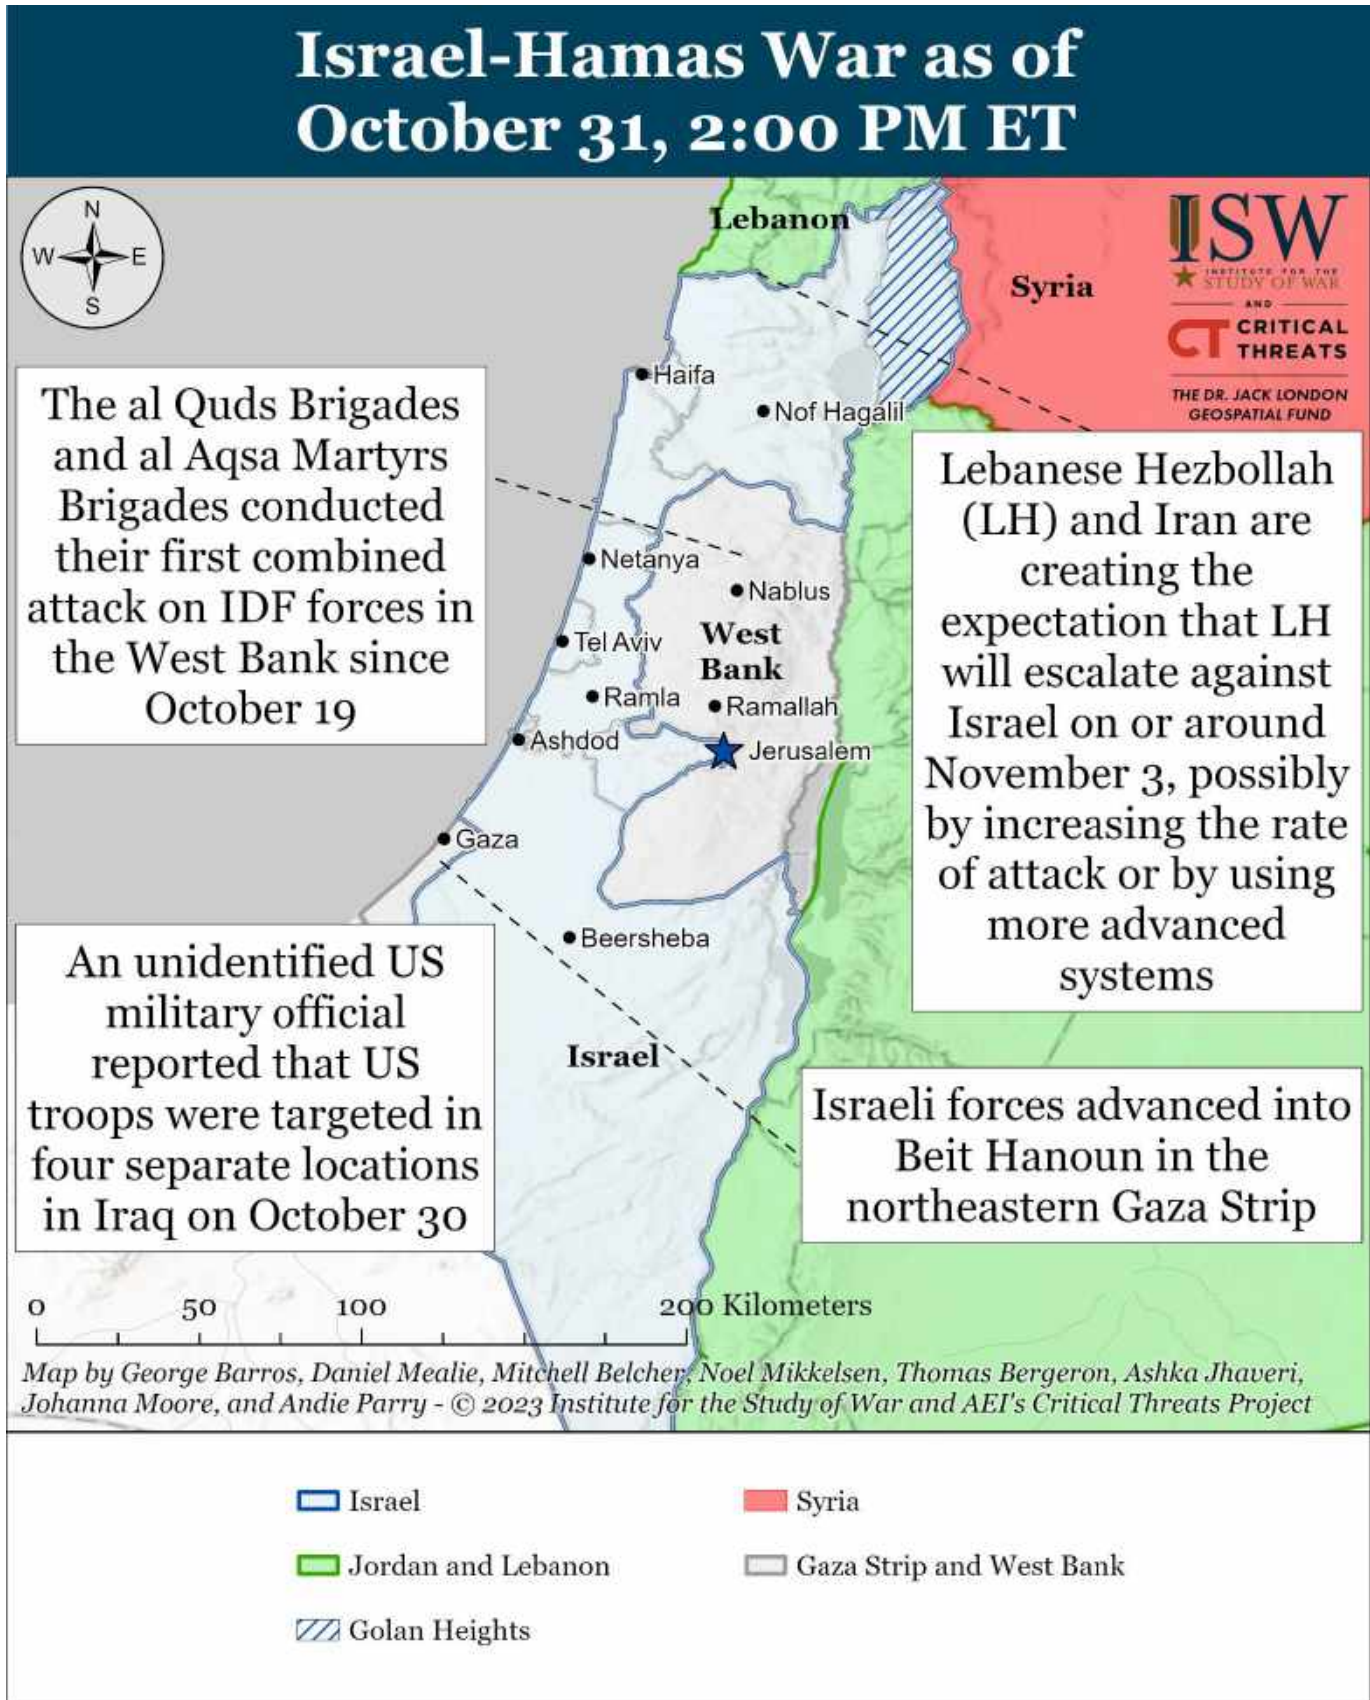 Israel-Hamas War as of
October 31, 2:00 PM ET
N
W
E
S
Lebanon
Syria
ISW
INSTITUTE FOR THE
STUDY OF WAR
AND
CT CRITICAL
THREATS
THE DR. JACK LONDON
GEOSPATIAL FUND
Haifa
Nof Hagalil
The al Quds Brigades
and al Aqsa Martyrs
Brigades conducted
their first combined
attack on IDF forces in
the West Bank since
October 19
Lebanese Hezbollah
(LH) and Iran are
creating the
expectation that LH
will escalate against
Israel on or around
November 3, possibly
by increasing the rate
of attack or by using
more advanced
systems
Netanya
Nablus
Tel Aviv
West
Bank
Ramla
Ramallah
Ashdod
Jerusalem
Gaza
Beersheba
Israel
An unidentified US
military official
reported that US
troops were targeted in
four separate locations
in Iraq on October 30
Israeli forces advanced into
Beit Hanoun in the
northeastern Gaza Strip
0 50 100 200 Kilometers
Map by George Barros, Daniel Mealie, Mitchell Belcher, Noel Mikkelsen, Thomas Bergeron, Ashka Jhaveri,
Johanna Moore, and Andie Parry - © 2023 Institute for the Study of War and AEI's Critical Threats Project
Israel
Syria
Jordan and Lebanon
Gaza Strip and West Bank
Golan Heights